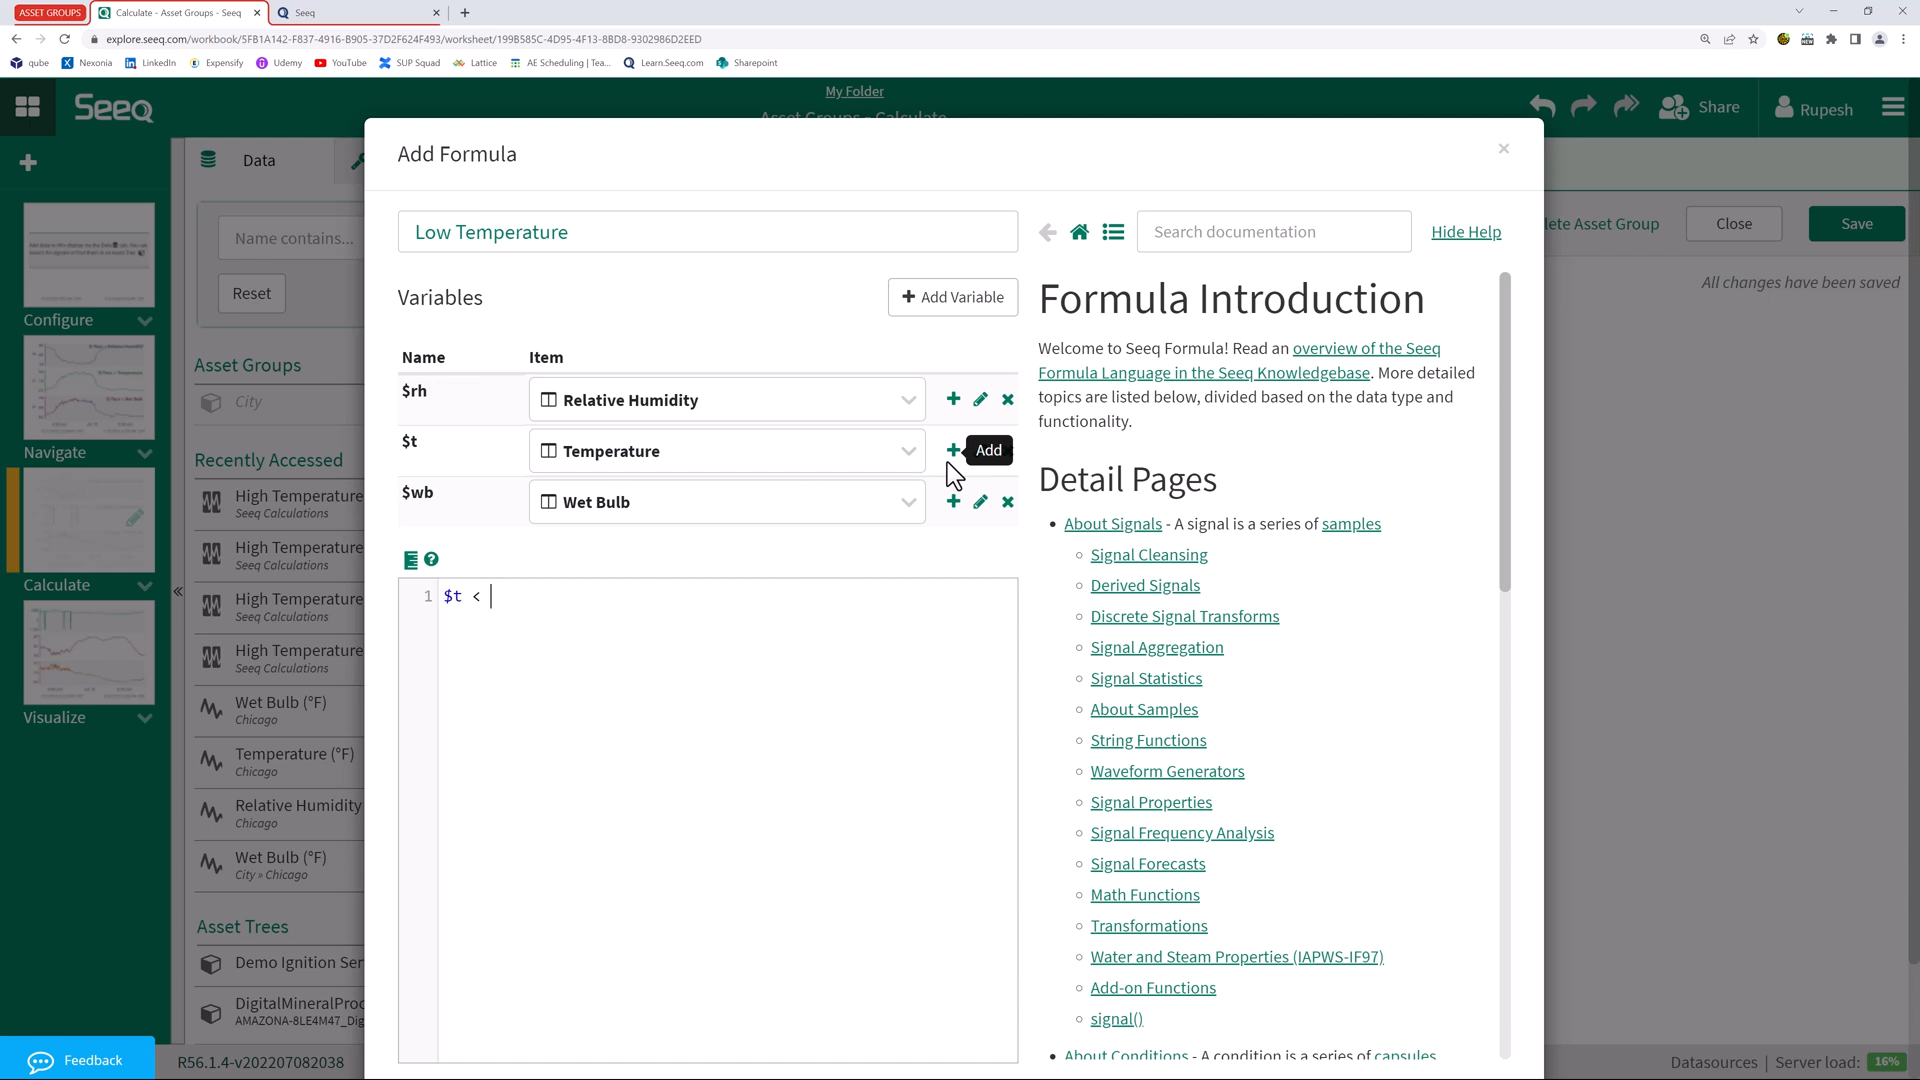 ASSET GROUPS
Calculate - Asset Groups - Seeq
Seeq
explore.seeq.com/workbook/5FB1A142-F837-4916-B905-37D2F624F493/worksheet/199B585C-4D95-4F13-8BD8-9302986D2EED
qube
Nexonia
LinkedIn
Expensify
Udemy
YouTube
SUP Squad
Lattice
AE Scheduling | Tea...
Learn.Seeq.com
Sharepoint
Seeq
My Folder
Asset Groups - Calculate
Share
Rupesh
Data
Name contains...
Reset
Configure
Navigate
Calculate
Visualize
Asset Groups
City
Recently Accessed
High Temperature
Seeq Calculations
High Temperature
Seeq Calculations
High Temperature
Seeq Calculations
High Temperature
Seeq Calculations
Wet Bulb (°F)
Chicago
Temperature (°F)
Chicago
Relative Humidity
Chicago
Wet Bulb (°F)
City » Chicago
Asset Trees
Demo Ignition Ser
DigitalMineralProc
AMAZONA-8LE4M47_Dig
Add Formula
×
Low Temperature
Variables
+ Add Variable
Name
Item
$rh
Relative Humidity
$t
Temperature
Add
$wb
Wet Bulb
1
$t <
Search documentation
Hide Help
Formula Introduction
Welcome to Seeq Formula! Read an overview of the Seeq
Formula Language in the Seeq Knowledgebase. More detailed
topics are listed below, divided based on the data type and
functionality.
Detail Pages
About Signals - A signal is a series of samples
Signal Cleansing
Derived Signals
Discrete Signal Transforms
Signal Aggregation
Signal Statistics
About Samples
String Functions
Waveform Generators
Signal Properties
Signal Frequency Analysis
Signal Forecasts
Math Functions
Transformations
Water and Steam Properties (IAPWS-IF97)
Add-on Functions
signal()
About Conditions - A condition is a series of capsules
lete Asset Group
Close
Save
All changes have been saved
Feedback
R56.1.4-v202207082038
Datasources | Server load: 16%